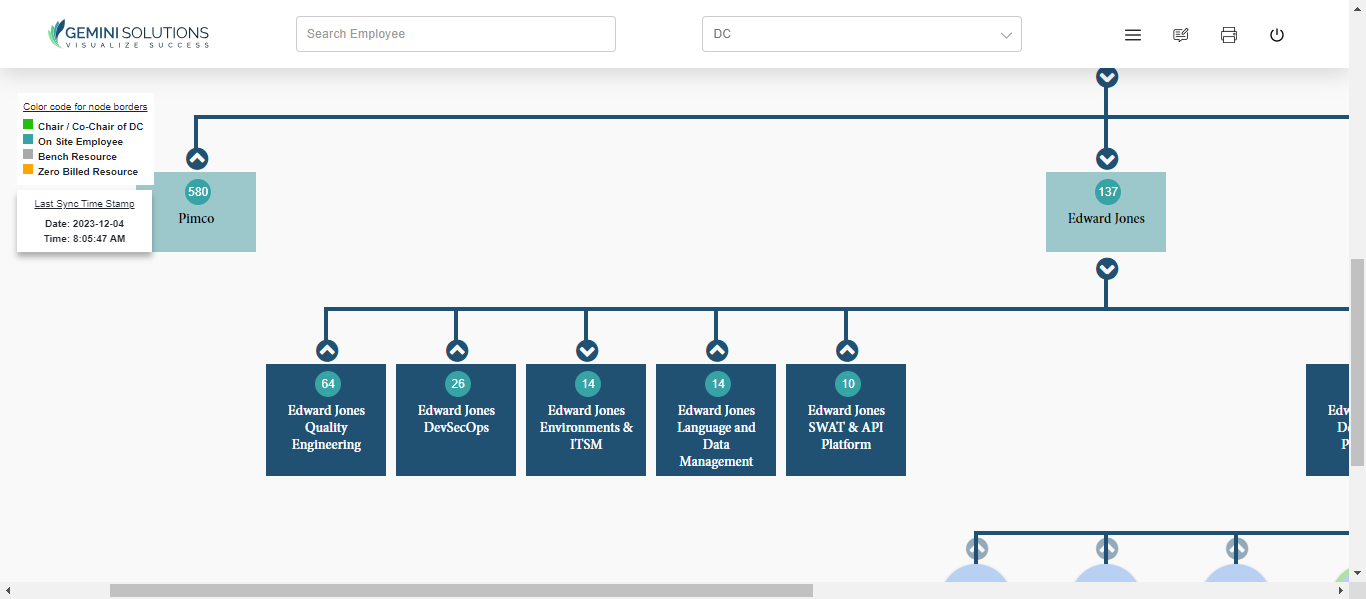 GEMINI SOLUTIONS
VISUALIZE SUCCESS
Search Employee
DC
Color code for node borders
Chair / Co-Chair of DC
On Site Employee
Bench Resource
Zero Billed Resource
Last Sync Time Stamp
Date: 2023-12-04
Time: 8:05:47 AM
580
Pimco
137
Edward Jones
64
Edward Jones
Quality
Engineering
26
Edward Jones
DevSecOps
14
Edward Jones
Environments &
ITSM
14
Edward Jones
Language and
Data
Management
10
Edward Jones
SWAT & API
Platform